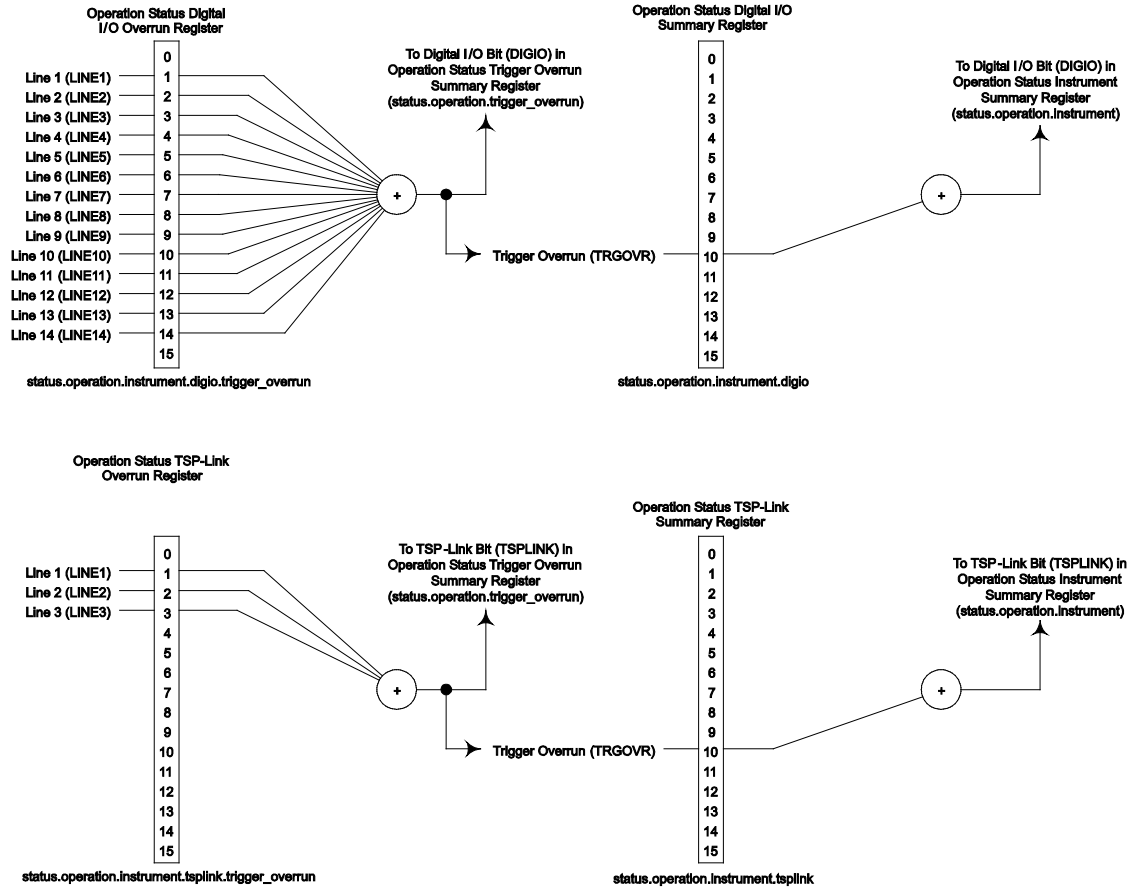 Operation Status Digital
I/O Overrun Register
0
Line 1 (LINE1) 1
Line 2 (LINE2) 2
Line 3 (LINE3) 3
Line 4 (LINE4) 4
Line 5 (LINE5) 5
Line 6 (LINE6) 6
Line 7 (LINE7) 7
Line 8 (LINE8) 8
Line 9 (LINE9) 9
Line 10 (LINE10) 10
Line 11 (LINE11) 11
Line 12 (LINE12) 12
Line 13 (LINE13) 13
Line 14 (LINE14) 14
15
status.operation.instrument.digio.trigger_overrun
+
To Digital I/O Bit (DIGIO) in
Operation Status Trigger Overrun
Summary Register
(status.operation.trigger_overrun)
Trigger Overrun (TRGOVR)
Operation Status Digital I/O
Summary Register
0
1
2
3
4
5
6
7
8
9
10
11
12
13
14
15
status.operation.instrument.digio
+
To Digital I/O Bit (DIGIO) in
Operation Status Instrument
Summary Register
(status.operation.instrument)
Operation Status TSP-Link
Overrun Register
0
Line 1 (LINE1) 1
Line 2 (LINE2) 2
Line 3 (LINE3) 3
4
5
6
7
8
9
10
11
12
13
14
15
status.operation.instrument.tsplink.trigger_overrun
+
To TSP-Link Bit (TSPLINK) in
Operation Status Trigger Overrun
Summary Register
(status.operation.trigger_overrun)
Trigger Overrun (TRGOVR)
Operation Status TSP-Link
Summary Register
0
1
2
3
4
5
6
7
8
9
10
11
12
13
14
15
status.operation.instrument.tsplink
+
To TSP-Link Bit (TSPLINK) in
Operation Status Instrument
Summary Register
(status.operation.instrument)